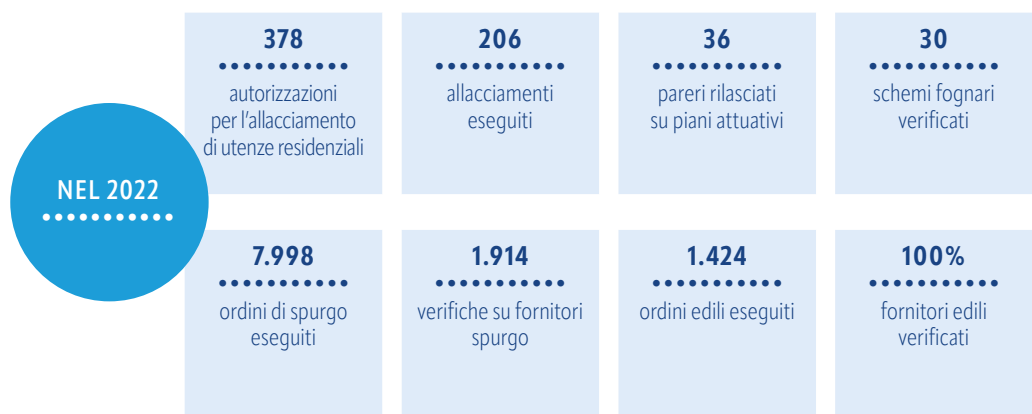 NEL 2022
378
autorizzazioni
per l'allacciamento
di utenze residenziali
206
allacciamenti
eseguiti
36
pareri rilasciati
su piani attuativi
30
schemi fognari
verificati
7.998
ordini di spurgo
eseguiti
1.914
verifiche su fornitori
spurgo
1.424
ordini edili eseguiti
100%
fornitori edili
verificati